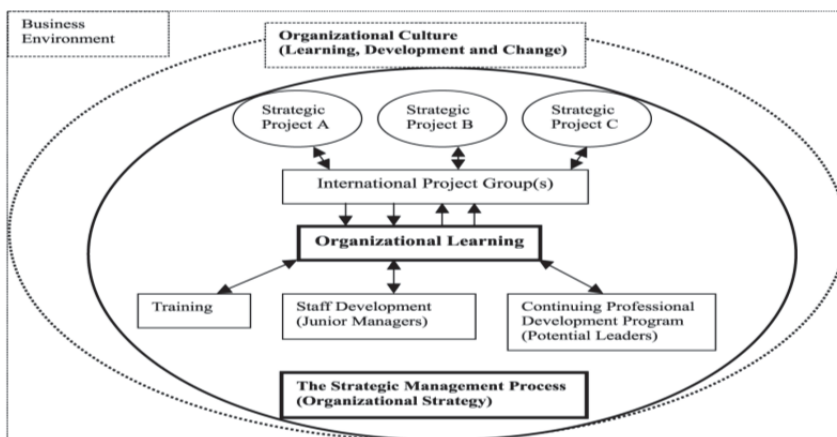 Business
Environment
Organizational Culture
(Learning, Development and Change)
Strategic
Project A
Strategic
Project B
Strategic
Project C
International Project Group(s)
Organizational Learning
Training
Staff Development
(Junior Managers)
Continuing Professional
Development Program
(Potential Leaders)
The Strategic Management Process
(Organizational Strategy)